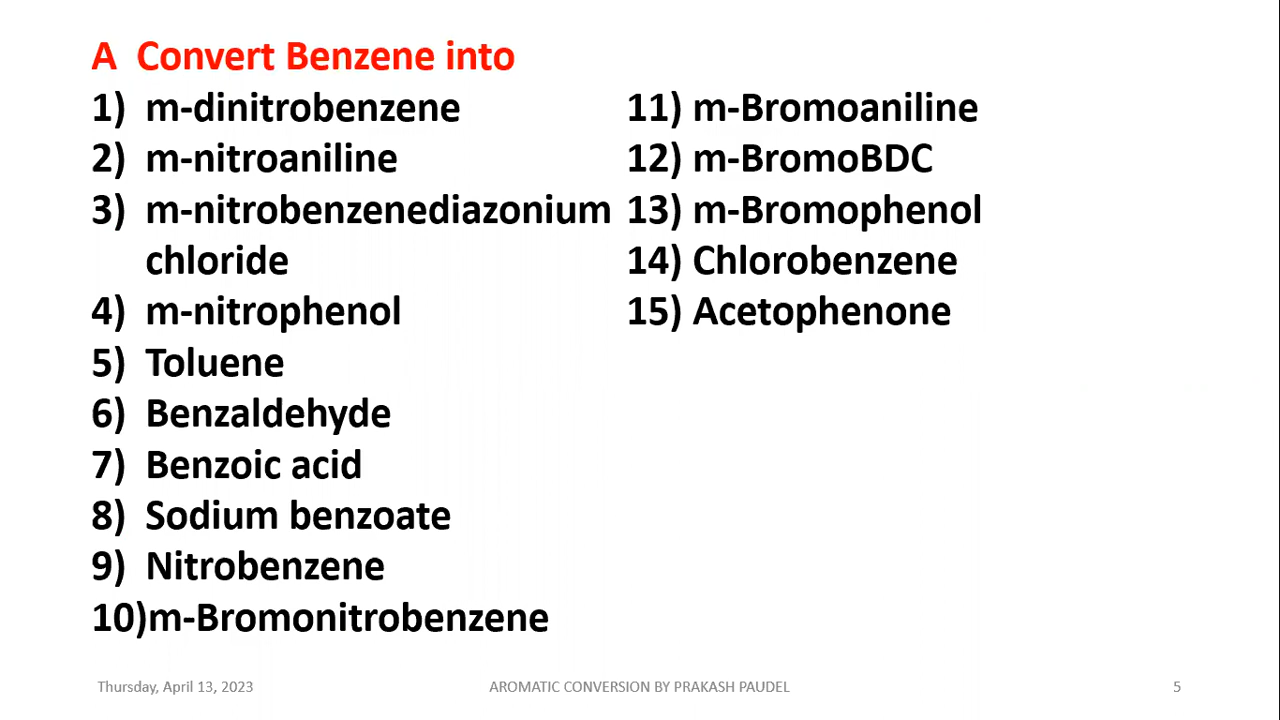 A  Convert Benzene into
1) m-dinitrobenzene
2) m-nitroaniline
3) m-nitrobenzenediazonium
chloride
4) m-nitrophenol
5) Toluene
6) Benzaldehyde
7) Benzoic acid
8) Sodium benzoate
9) Nitrobenzene
10)m-Bromonitrobenzene
11) m-Bromoaniline
12) m-BromoBDC
13) m-Bromophenol
14) Chlorobenzene
15) Acetophenone
Thursday, April 13, 2023
AROMATIC CONVERSION BY PRAKASH PAUDEL
5